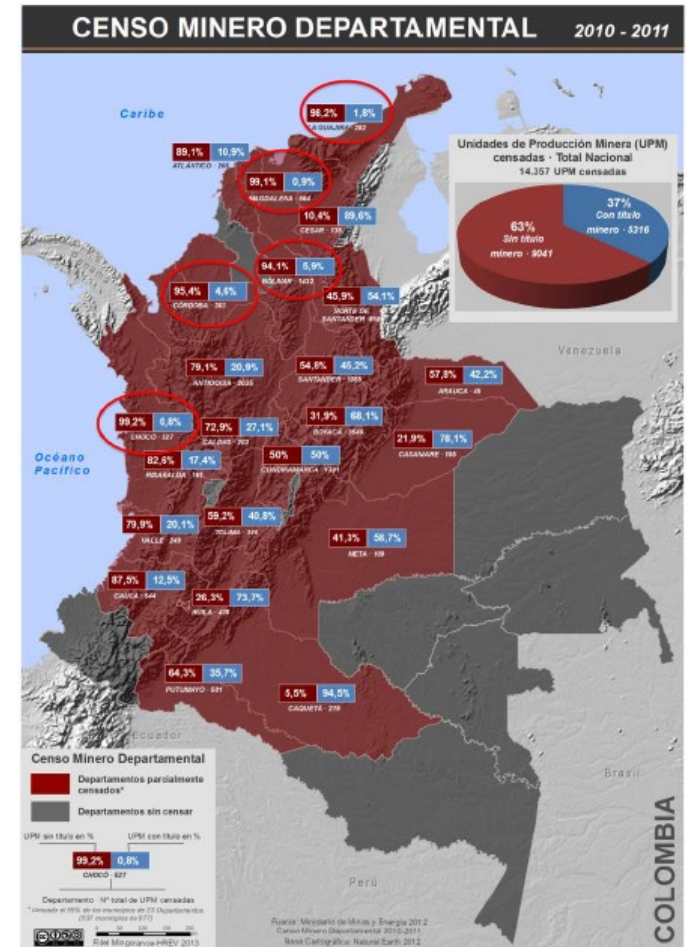 CENSO MINERO DEPARTAMENTAL 2010 - 2011
Caribe
98,2% 1,8%
LA GUAJIRA
89,1% 10,9%
ATLÁNTICO
Unidades de Producción Minera (UPM)
censadas · Total Nacional
14.357 UPM censadas
37%
Con título
minero · 5316
63%
Sin título
minero · 9041
99,1% 0,9%
MAGDALENA
10,4% 89,6%
CESAR
94,1% 5,9%
BOLÍVAR
95,4% 4,6%
CÓRDOBA
45,9% 54,1%
NORTE DE
SANTANDER
Venezuela
79,1% 20,9%
ANTIOQUIA
54,8% 45,2%
SANTANDER
57,8% 42,2%
ARAUCA
99,2% 0,8%
CHOCÓ · 527
72,9% 27,1%
CALDAS
31,9% 68,1%
BOYACÁ
21,9% 78,1%
CASANARE
Océano
Pacífico
82,6% 17,4%
RISARALDA
50% 50%
CUNDINAMARCA
59,2% 40,8%
TOLIMA
79,9% 20,1%
VALLE
41,3% 58,7%
META
87,5% 12,5%
CAUCA
26,3% 73,7%
HUILA
64,3% 35,7%
PUTUMAYO
5,5% 94,5%
CAQUETÁ
Ecuador
Brasil
Perú
COLOMBIA
Censo Minero Departamental
Departamentos parcialmente
censados*
Departamentos sin censar
UPM sin título en % UPM con título en %
99,2% 0,8%
CHOCÓ · 527
Departamento · Nº total de UPM censadas
Fuente: Ministerio de Minas y Energía 2012
Censo Minero Departamental 2010-2011.
Base Cartográfica: Natural Earth 2012.